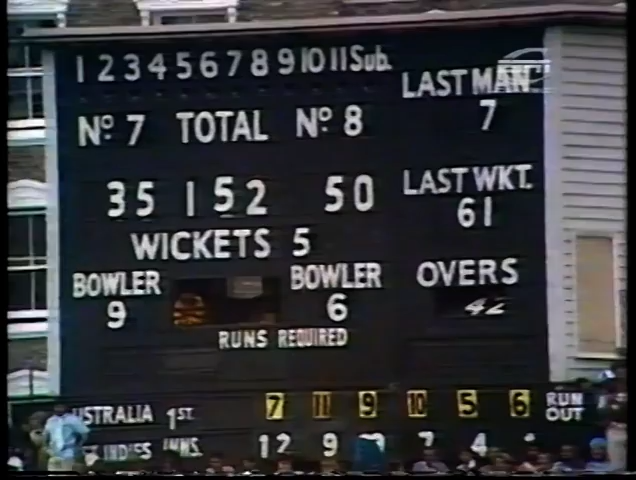 1 2 3 4 5 6 7 8 9 10 11 Sub.
LAST MAN
7
No. 7 TOTAL No. 8
35 152 50
LAST WKT.
61
WICKETS 5
BOWLER
9
BOWLER
6
OVERS
42
RUNS REQUIRED
USTRALIA 1ST. 7 11 9 10 5 6 RUN OUT
INDIES INNS. 12 9 7 4